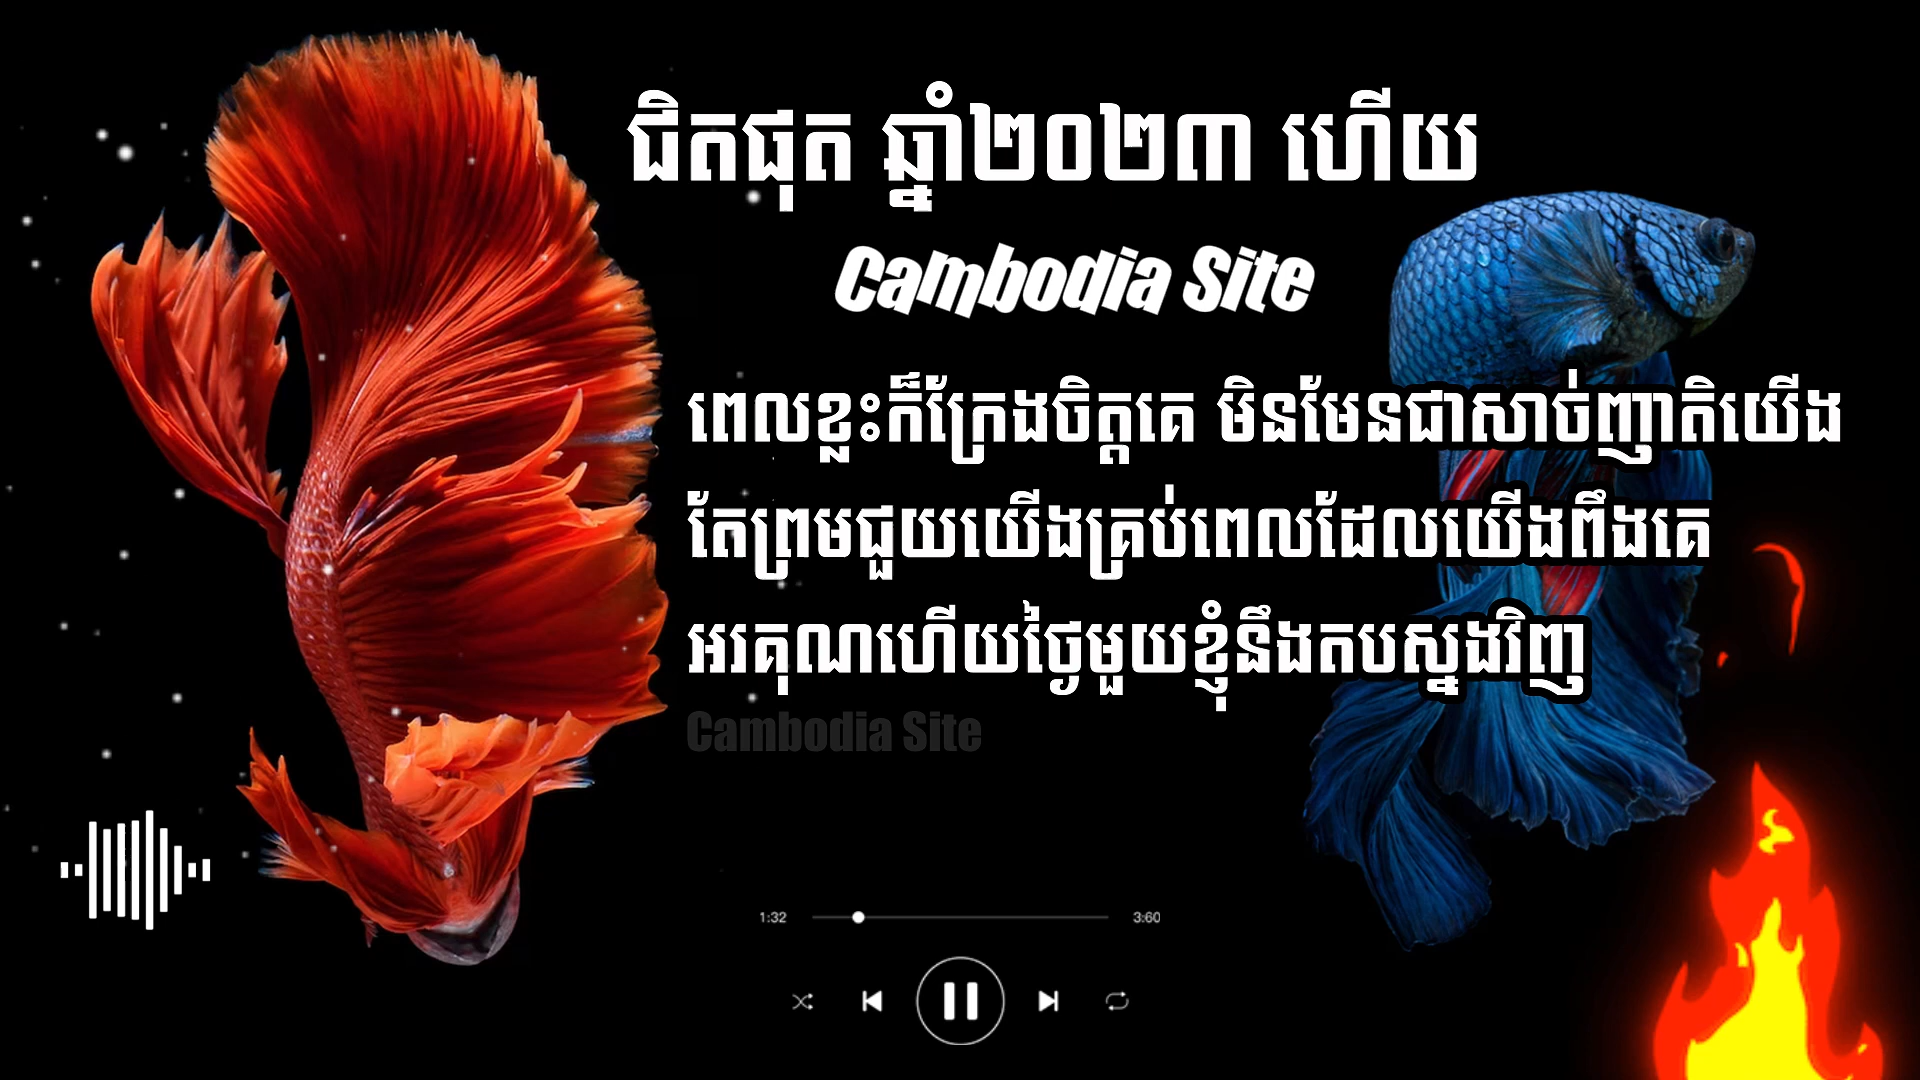 ជិតផុត ឆ្នាំ២០២៣ ហើយ
Cambodia Site
ពេលខ្លះក៏ក្រែងចិត្តគេ មិនមែនជាសាច់ញាតិយើង
តែព្រមជួយយើងគ្រប់ពេលដែលយើងពឹងគេ
អរគុណហើយថ្ងៃមួយខ្ញុំនឹងតបស្នងវិញ
Cambodia Site
1:32 3:60